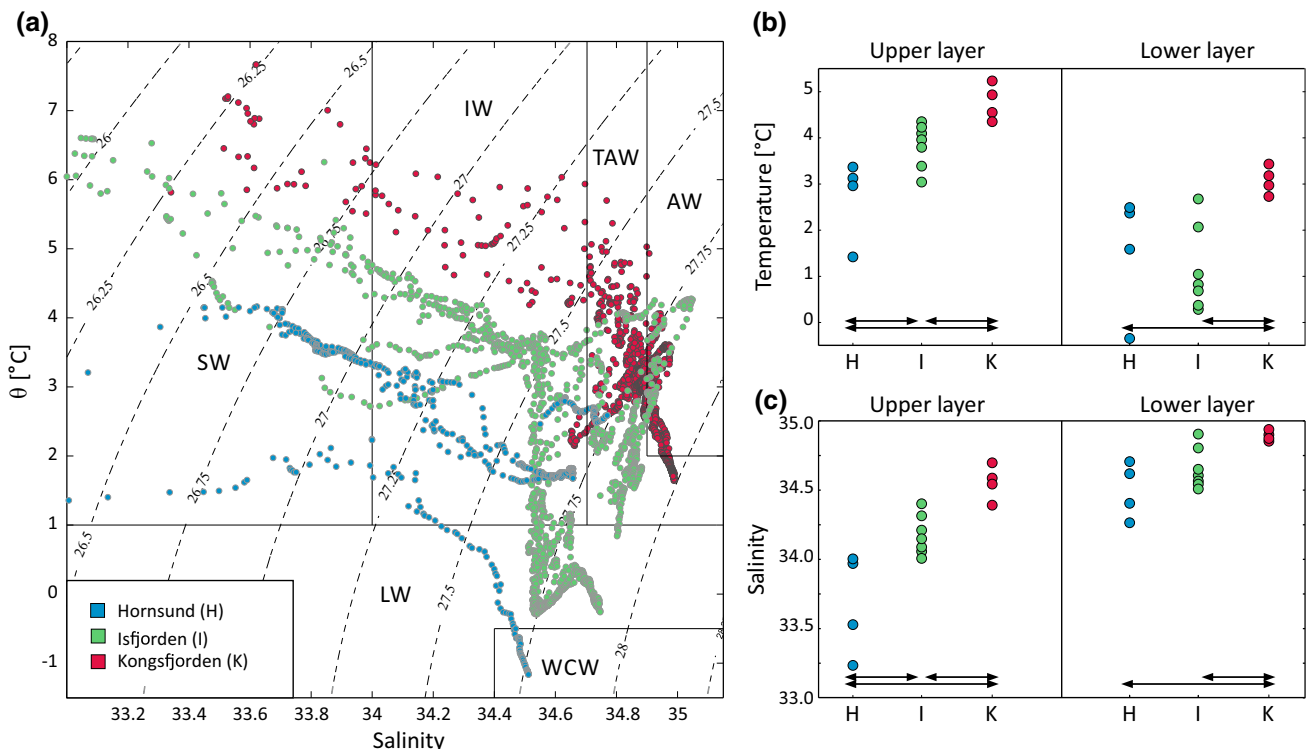 (a)
8
7
6
5
4
3
2
1
0
-1
θ [°C]
33.2
33.4
33.6
33.8
34
34.2
34.4
34.6
34.8
35
Salinity
26
26.25
26.5
26.25
26.5
26.75
27
27.25
27.5
27.75
26.5
26.75
27
27.25
27.5
27.75
28
IW
TAW
AW
SW
LW
WCW
Hornsund (H)
Isfjorden (I)
Kongsfjorden (K)
(b)
Upper layer
Lower layer
Temperature [°C]
5
4
3
2
1
0
H
I
K
H
I
K
(c)
Upper layer
Lower layer
Salinity
35.0
34.5
34.0
33.5
33.0
H
I
K
H
I
K